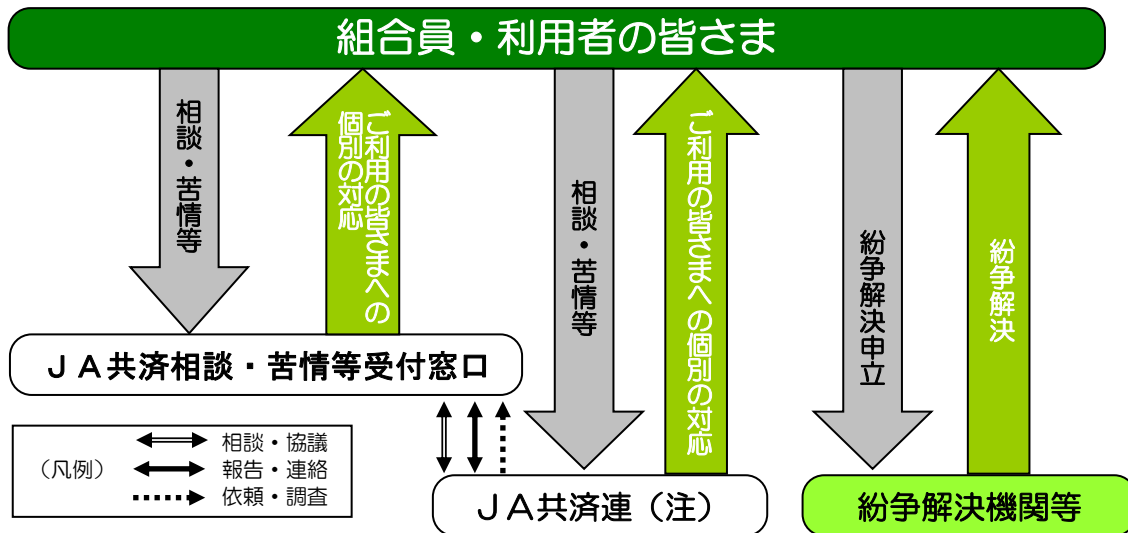 組合員・利用者の皆さま
相談・苦情等
ご利用の皆さまへの
個別の対応
相談・苦情等
ご利用の皆さまへの個別の対応
紛争解決申立
紛争解決
ＪＡ共済相談・苦情等受付窓口
（凡例）
相談・協議
報告・連絡
依頼・調査
ＪＡ共済連（注）
紛争解決機関等